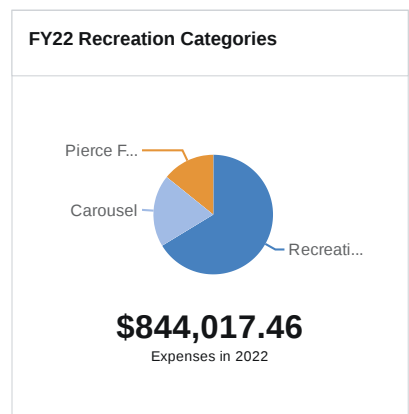 FY22 Recreation Categories
Pierce F...
Carousel
Recreati...
$844,017.46
Expenses in 2022